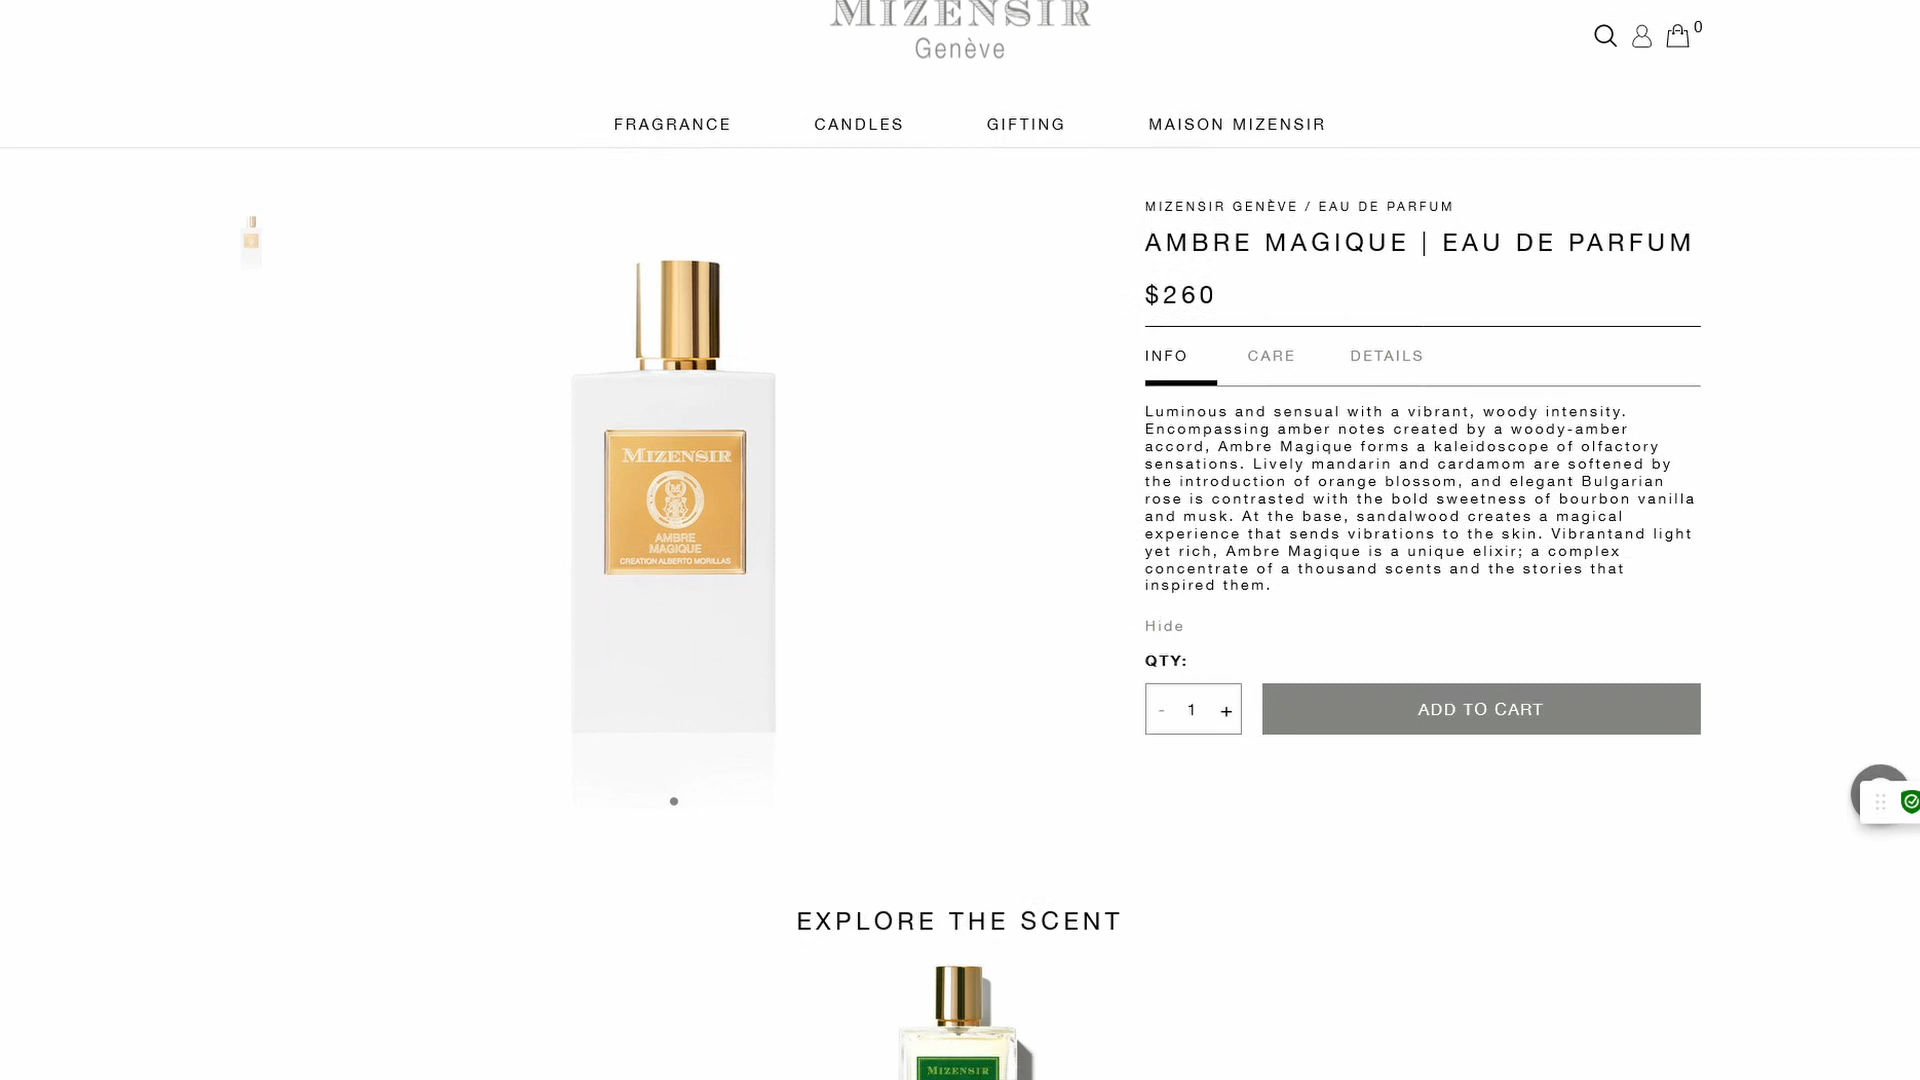 MIZENSIR
Genève
0
FRAGRANCE
CANDLES
GIFTING
MAISON MIZENSIR
MIZENSIR GENÈVE / EAU DE PARFUM
AMBRE MAGIQUE | EAU DE PARFUM
$260
INFO
CARE
DETAILS
Luminous and sensual with a vibrant, woody intensity.
Encompassing amber notes created by a woody-amber
accord, Ambre Magique forms a kaleidoscope of olfactory
sensations. Lively mandarin and cardamom are softened by
the introduction of orange blossom, and elegant Bulgarian
rose is contrasted with the bold sweetness of bourbon vanilla
and musk. At the base, sandalwood creates a magical
experience that sends vibrations to the skin. Vibrantand light
yet rich, Ambre Magique is a unique elixir; a complex
concentrate of a thousand scents and the stories that
inspired them.
Hide
QTY:
- 1 +
ADD TO CART
MIZENSIR
AMBRE
MAGIQUE
CREATION ALBERTO MORILLAS
EXPLORE THE SCENT
MIZENSIR